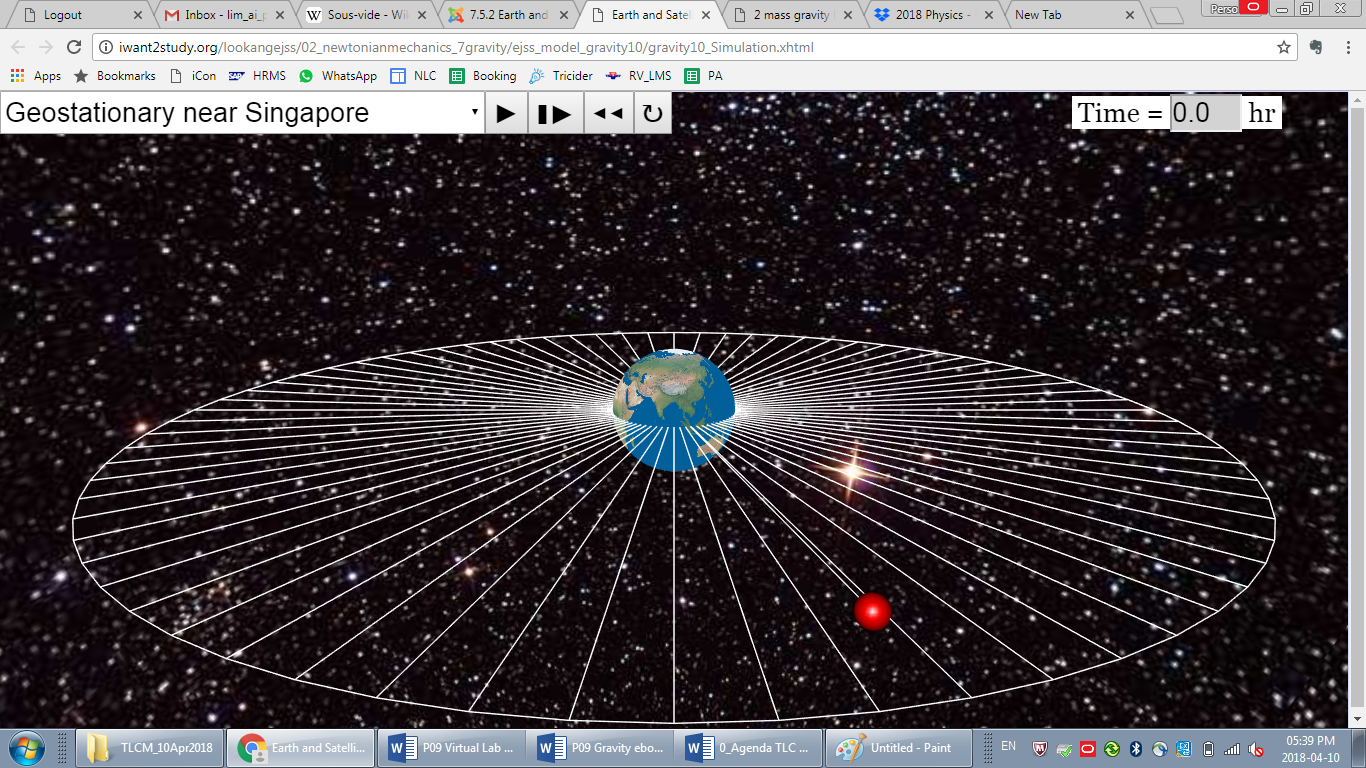 Logout
Inbox - lim_ai_p
Sous-vide - Wi
7.5.2 Earth and
Earth and Satel
2 mass gravity
2018 Physics -
New Tab
Perso
iwant2study.org/lookangejss/02_newtonianmechanics_7gravity/ejss_model_gravity10/gravity10_Simulation.xhtml
Apps
Bookmarks
iCon
HRMS
WhatsApp
NLC
Booking
Tricider
RV_LMS
PA
Geostationary near Singapore
Time = 0.0 hr
TLCM_10Apr2018
Earth and Satelli...
P09 Virtual Lab ...
P09 Gravity ebo...
0_Agenda TLC ...
Untitled - Paint
EN
05:39 PM
2018-04-10